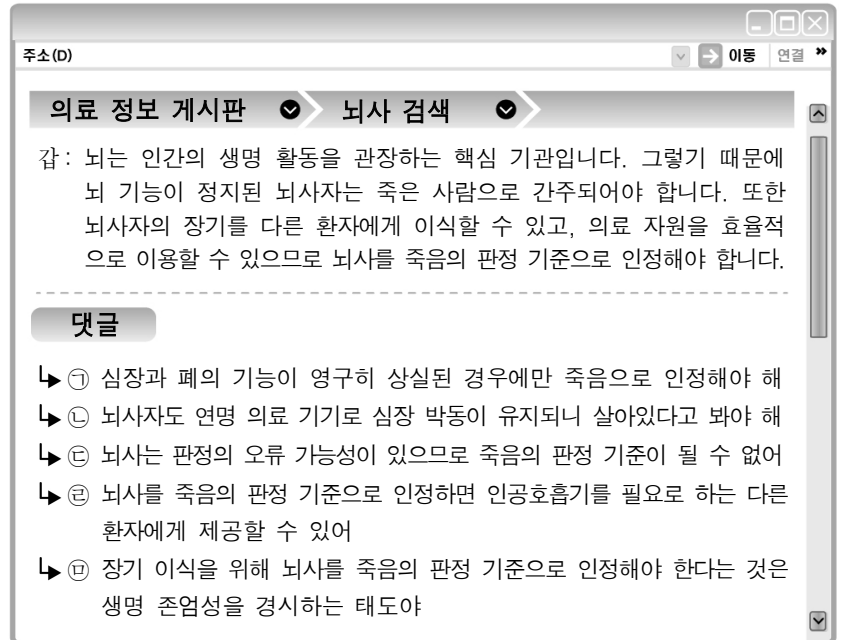 주소(D) 이동 연결 »
의료 정보 게시판 뇌사 검색
갑: 뇌는 인간의 생명 활동을 관장하는 핵심 기관입니다. 그렇기 때문에
뇌 기능이 정지된 뇌사자는 죽은 사람으로 간주되어야 합니다. 또한
뇌사자의 장기를 다른 환자에게 이식할 수 있고, 의료 자원을 효율적
으로 이용할 수 있으므로 뇌사를 죽음의 판정 기준으로 인정해야 합니다.
댓글
㉠ 심장과 폐의 기능이 영구히 상실된 경우에만 죽음으로 인정해야 해
㉡ 뇌사자도 연명 의료 기기로 심장 박동이 유지되니 살아있다고 봐야 해
㉢ 뇌사는 판정의 오류 가능성이 있으므로 죽음의 판정 기준이 될 수 없어
㉣ 뇌사를 죽음의 판정 기준으로 인정하면 인공호흡기를 필요로 하는 다른
환자에게 제공할 수 있어
㉤ 장기 이식을 위해 뇌사를 죽음의 판정 기준으로 인정해야 한다는 것은
생명 존엄성을 경시하는 태도야